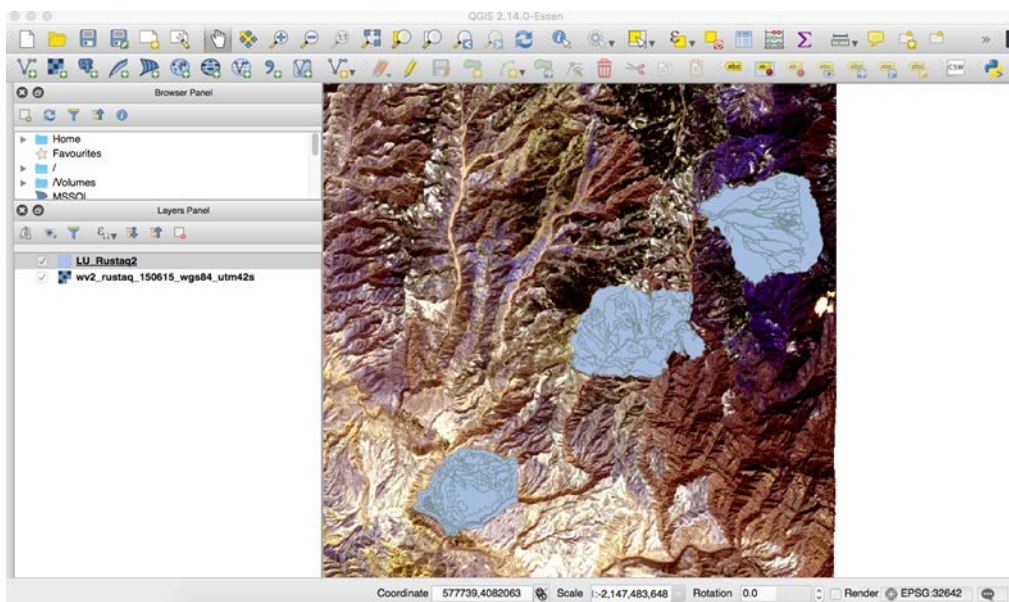 QGIS 2.14.0-Essen
Browser Panel
Home
Favourites
/
/Volumes
MSSQL
Layers Panel
LU_Rustaq2
wv2_rustaq_150615_wgs84_utm42s
Coordinate 577739,4082063 Scale :-2,147,483,648 Rotation 0.0 Render EPSG:32642